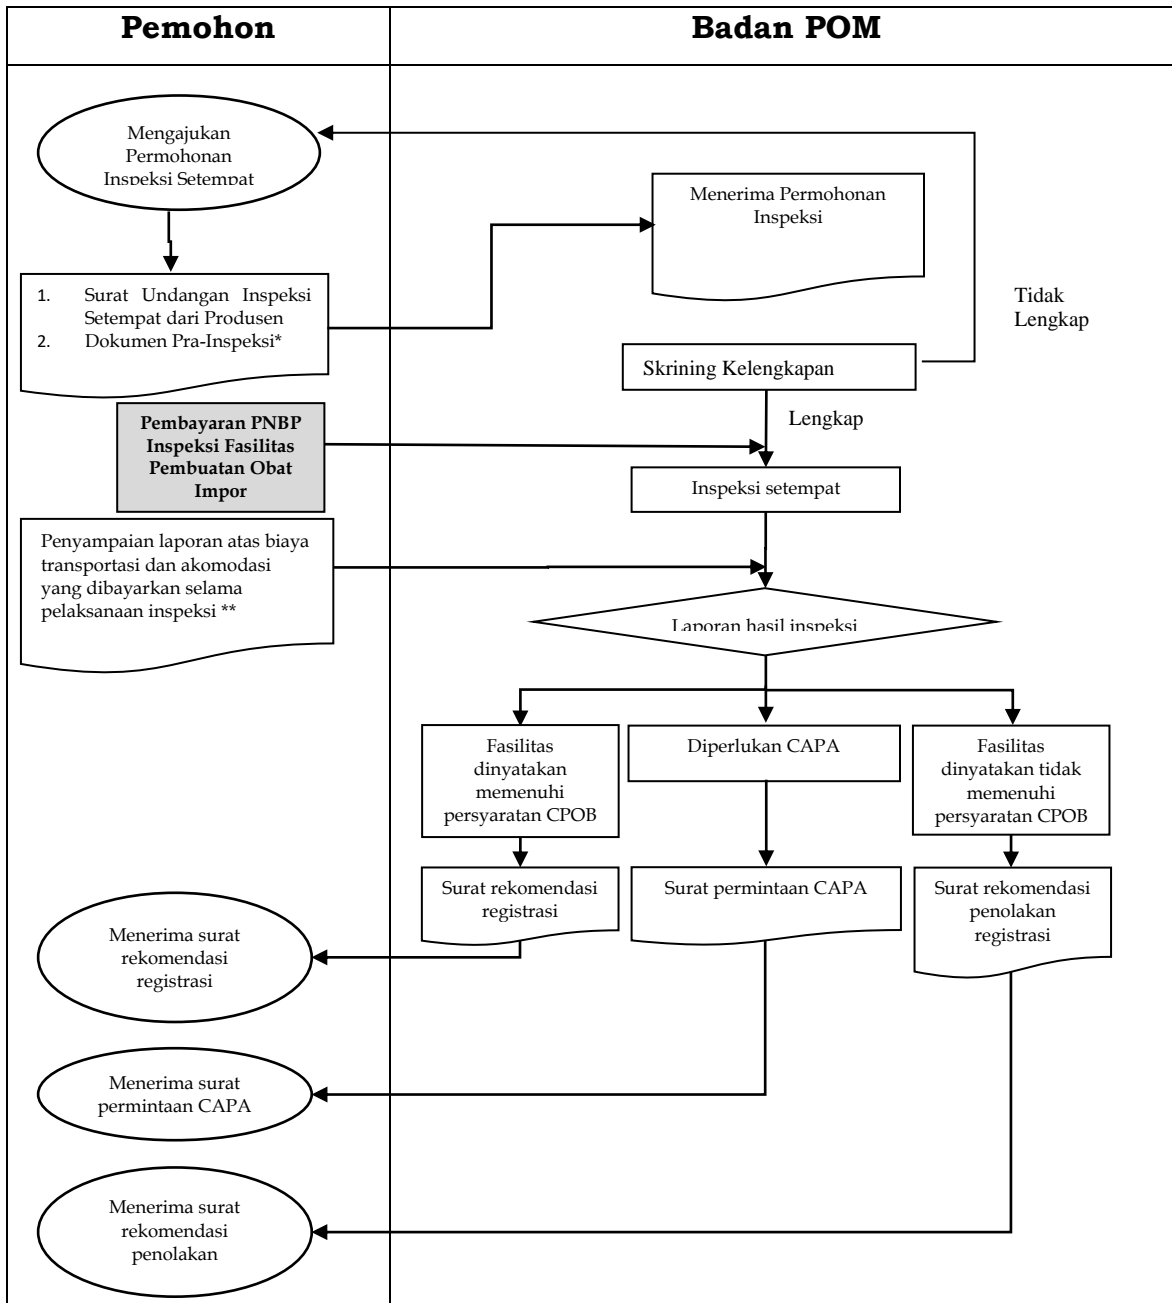 Pemohon
Badan POM
Mengajukan
Permohonan
Inspeksi Setempat
Menerima Permohonan
Inspeksi
1. Surat Undangan Inspeksi
Setempat dari Produsen
2. Dokumen Pra-Inspeksi*
Tidak
Lengkap
Skrining Kelengkapan
Lengkap
Pembayaran PNBP
Inspeksi Fasilitas
Pembuatan Obat
Impor
Inspeksi setempat
Penyampaian laporan atas biaya
transportasi dan akomodasi
yang dibayarkan selama
pelaksanaan inspeksi **
Laporan hasil inspeksi
Fasilitas
dinyatakan
memenuhi
persyaratan CPOB
Diperlukan CAPA
Fasilitas
dinyatakan tidak
memenuhi
persyaratan CPOB
Surat rekomendasi
registrasi
Surat permintaan CAPA
Surat rekomendasi
penolakan
registrasi
Menerima surat
rekomendasi
registrasi
Menerima surat
permintaan CAPA
Menerima surat
rekomendasi
penolakan